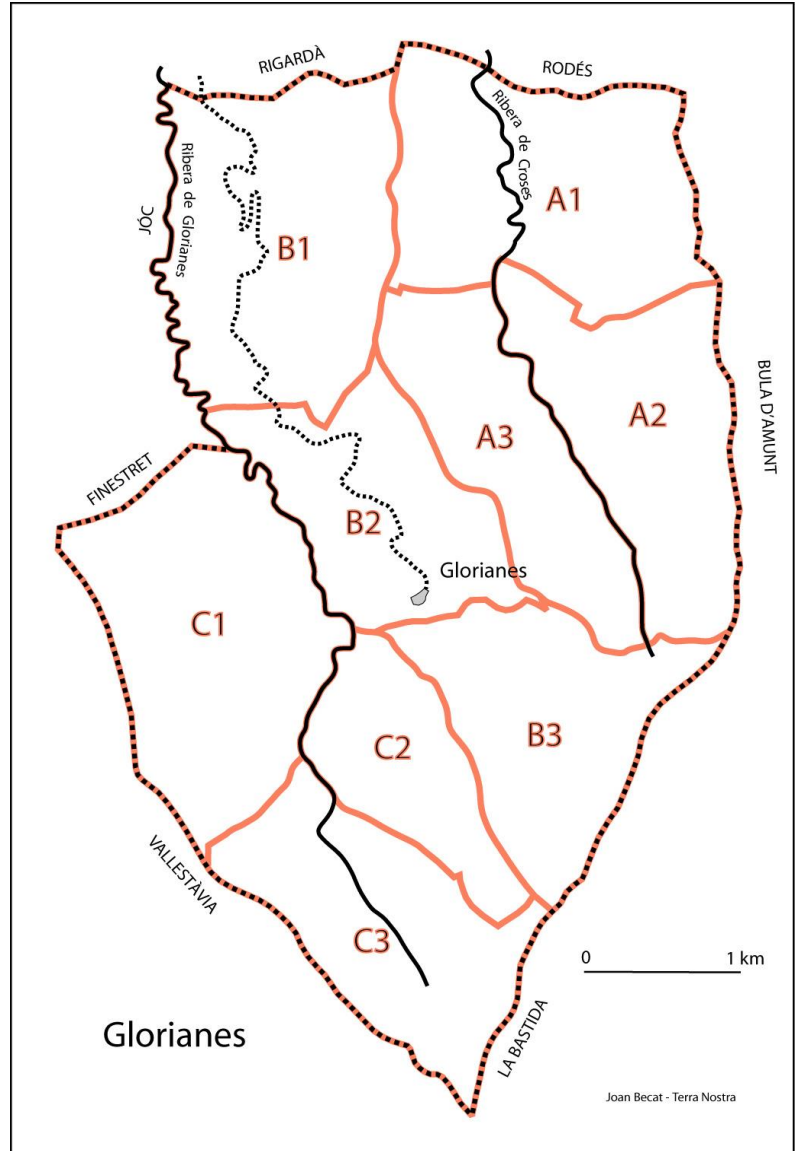 RIGARDÀ
RODÉS
Ribera de Glorianes
JOÇ
Ribera de Croses
A1
B1
BULA D'AMUNT
A2
A3
FINESTRET
B2
Glorianes
C1
B3
C2
VALLESTÀVIA
C3
0 1 km
LA BASTIDA
Glorianes
Joan Becat - Terra Nostra